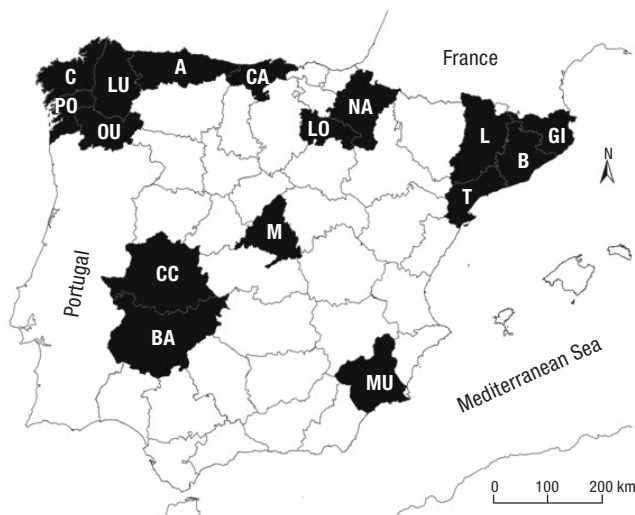 France
C
LU
A
CA
PO
OU
NA
LO
L
GI
B
T
N
M
CC
BA
MU
Portugal
Mediterranean Sea
0 100 200 km